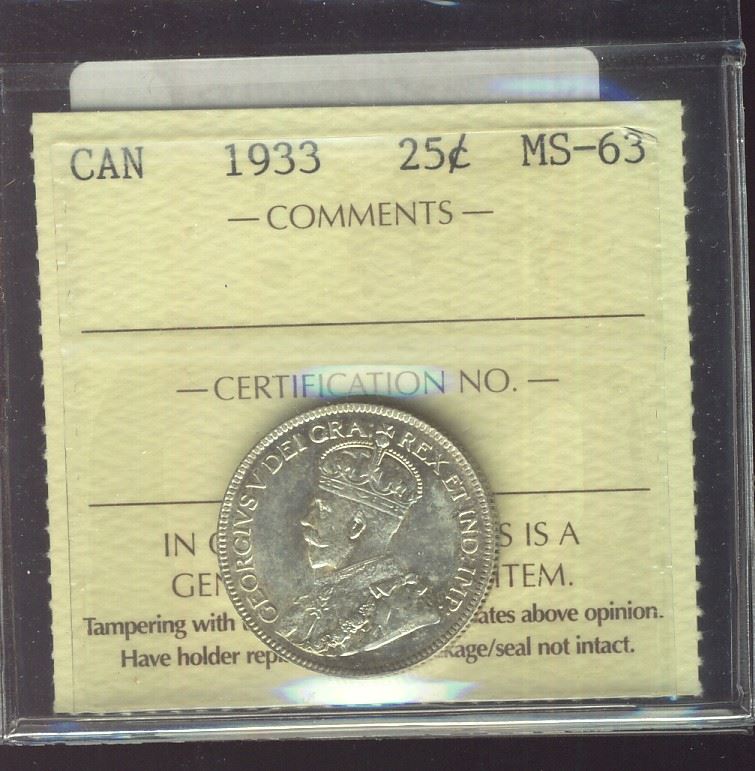 CAN 1933 25¢ MS-63
— COMMENTS —
— CERTIFICATION NO. —
GEORGIVS V DEI GRA: REX ET IND: IMP:
IN S IS A
GEN ITEM.
Tampering with ates above opinion.
Have holder rep kage/seal not intact.